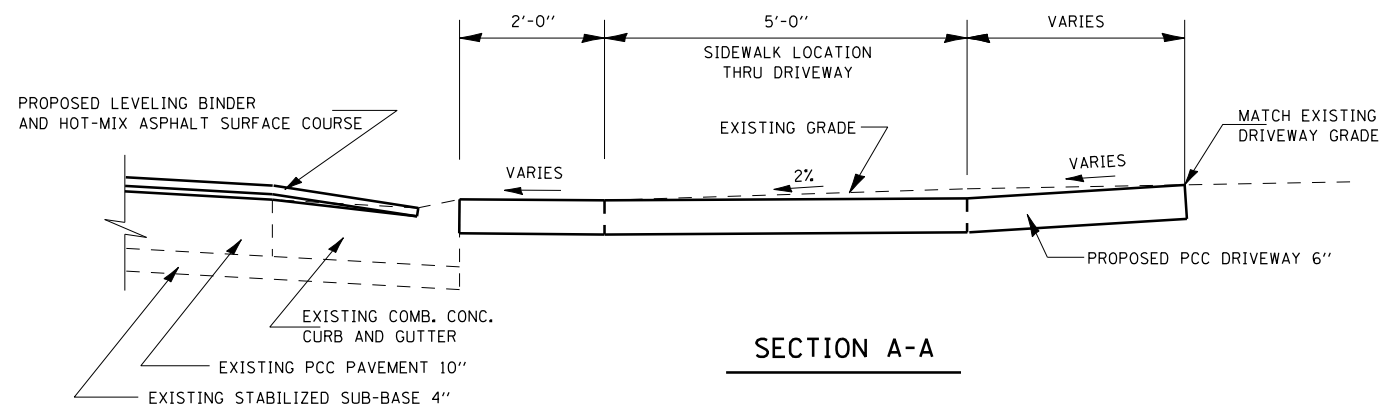 2'-0"
5'-0"
VARIES
SIDEWALK LOCATION
THRU DRIVEWAY
PROPOSED LEVELING BINDER
AND HOT-MIX ASPHALT SURFACE COURSE
EXISTING GRADE
MATCH EXISTING
DRIVEWAY GRADE
VARIES
2%
VARIES
PROPOSED PCC DRIVEWAY 6"
EXISTING COMB. CONC.
CURB AND GUTTER
EXISTING PCC PAVEMENT 10"
EXISTING STABILIZED SUB-BASE 4"
SECTION A-A